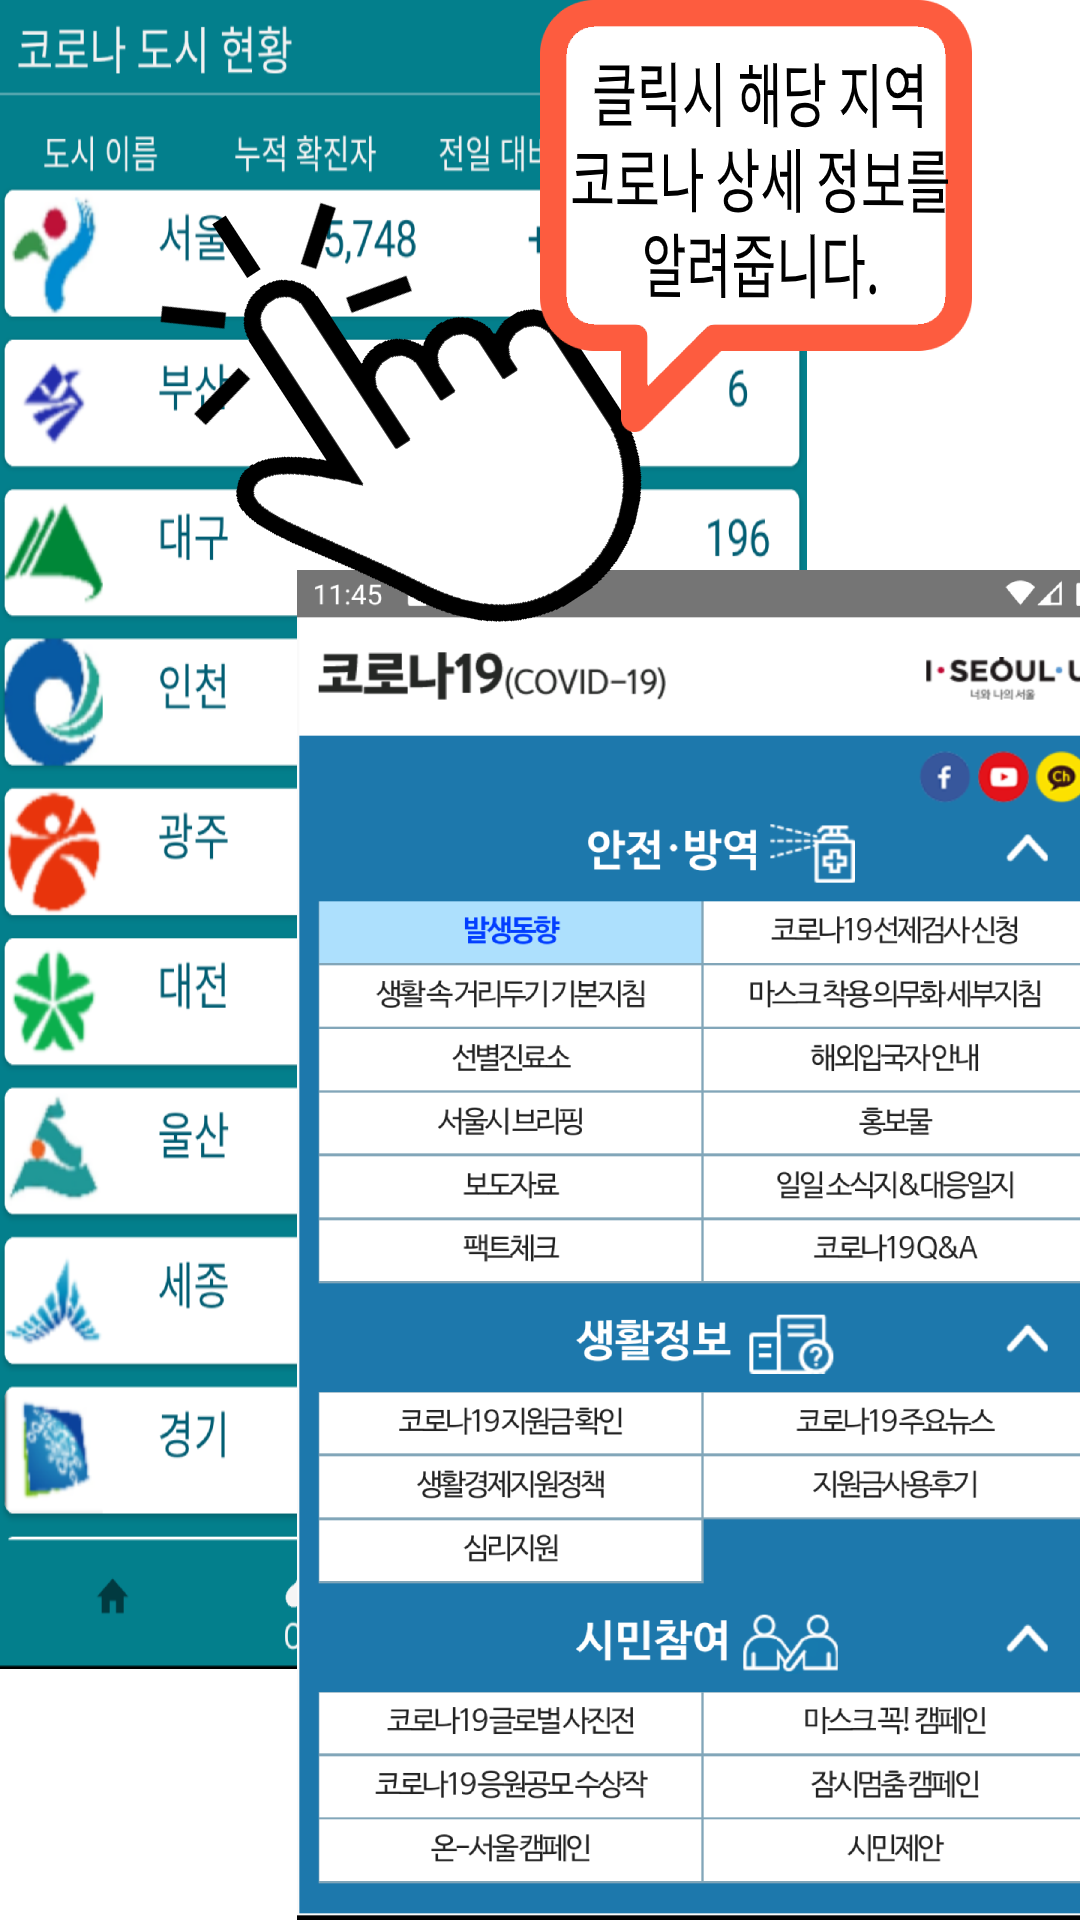 코로나 도시 현황
클릭시 해당 지역
코로나 상세 정보를
알려줍니다.
도시 이름 누적 확진자 전일
서울 5,748
부산 6
대구 196
인천
광주
대전
울산
세종
경기
11:45
코로나19(COVID-19)
I·SEOUL·U
너와 나의 서울
f
Ch
안전·방역
발생동향 코로나19 선제검사 신청
생활 속 거리두기 기본지침 마스크 착용 의무화 세부지침
선별진료소 해외입국자 안내
서울시 브리핑 홍보물
보도자료 일일 소식지&대응일지
팩트체크 코로나19 Q&A
생활정보
코로나19 지원금 확인 코로나19 주요뉴스
생활경제지원정책 지원금사용후기
심리지원
시민참여
코로나19 글로벌 사진전 마스크 꼭! 캠페인
코로나19 응원공모 수상작 잠시멈춤 캠페인
온-서울 캠페인 시민제안